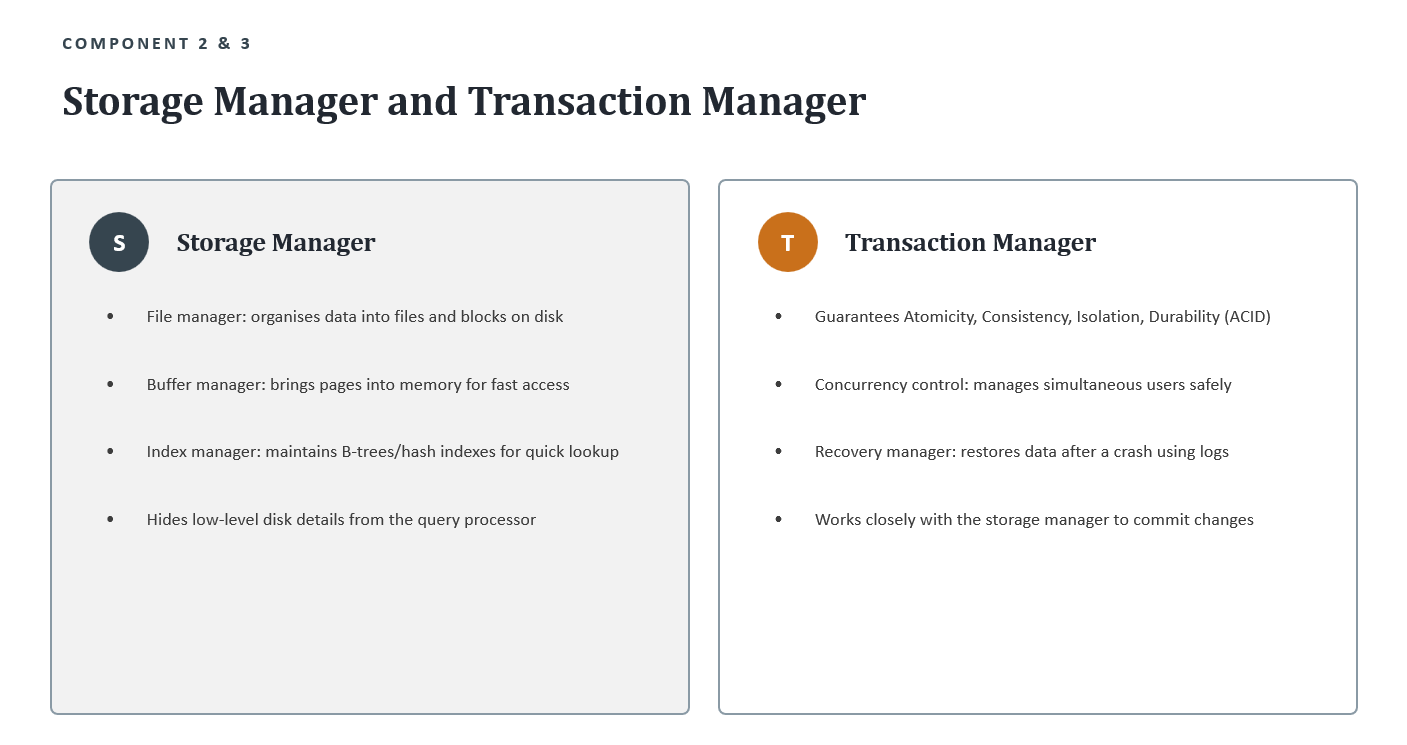 COMPONENT 2 & 3
Storage Manager and Transaction Manager
S
Storage Manager
• File manager: organises data into files and blocks on disk
• Buffer manager: brings pages into memory for fast access
• Index manager: maintains B-trees/hash indexes for quick lookup
• Hides low-level disk details from the query processor
T
Transaction Manager
• Guarantees Atomicity, Consistency, Isolation, Durability (ACID)
• Concurrency control: manages simultaneous users safely
• Recovery manager: restores data after a crash using logs
• Works closely with the storage manager to commit changes